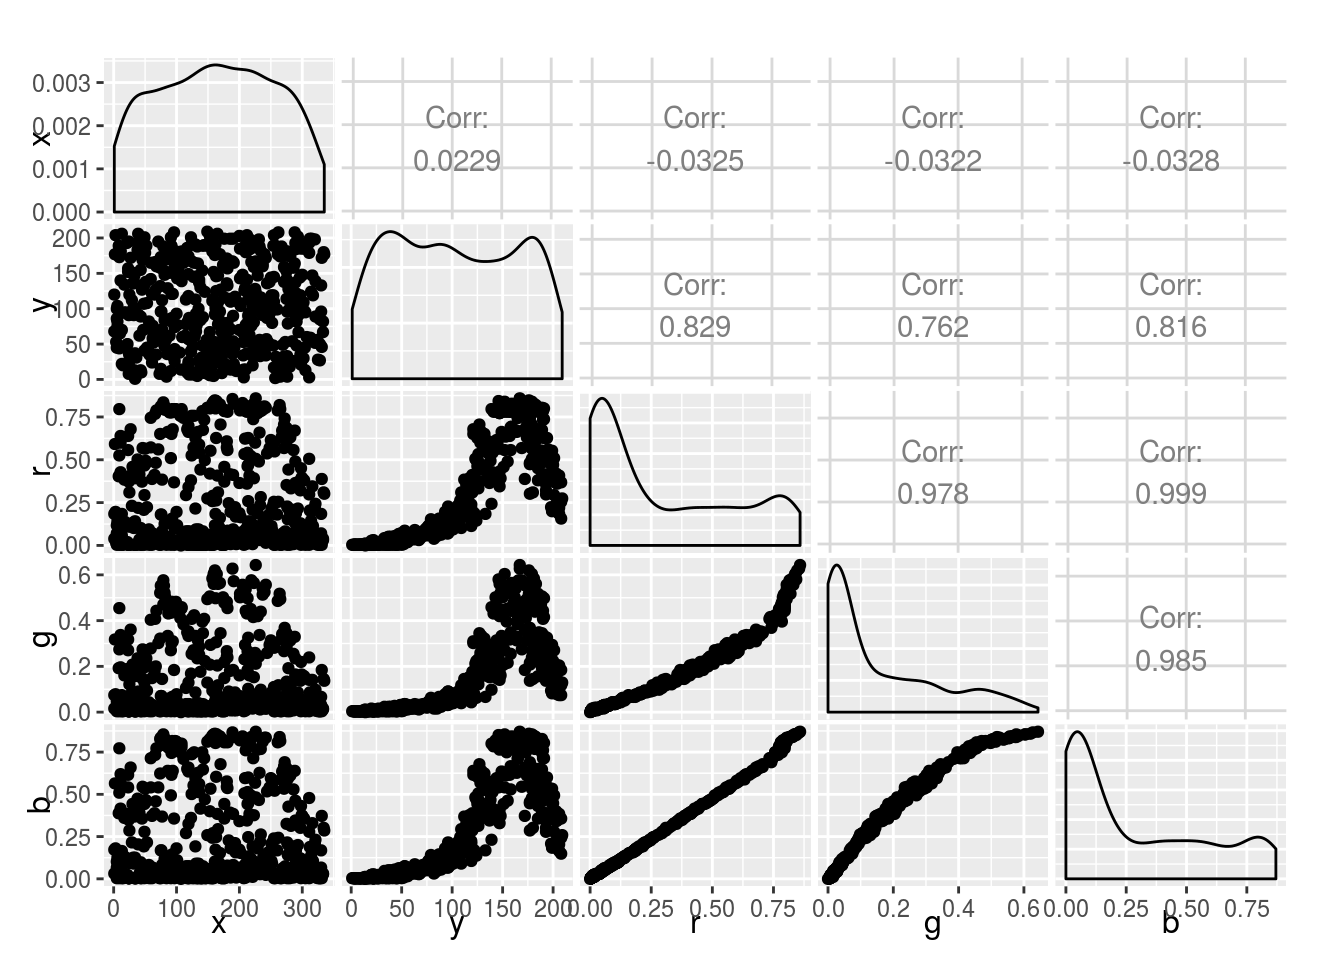 0.003
0.002
0.001
0.000
x
Corr:
0.0229
Corr:
-0.0325
Corr:
-0.0322
Corr:
-0.0328
200
150
100
50
0
y
Corr:
0.829
Corr:
0.762
Corr:
0.816
0.75
0.50
0.25
0.00
r
Corr:
0.978
Corr:
0.999
0.6
0.4
0.2
0.0
g
Corr:
0.985
0.75
0.50
0.25
0.00
b
0 100 200 300
0 50 100 150 200
0.00 0.25 0.50 0.75
0.0 0.2 0.4 0.6
0.00 0.25 0.50 0.75
x y r g b